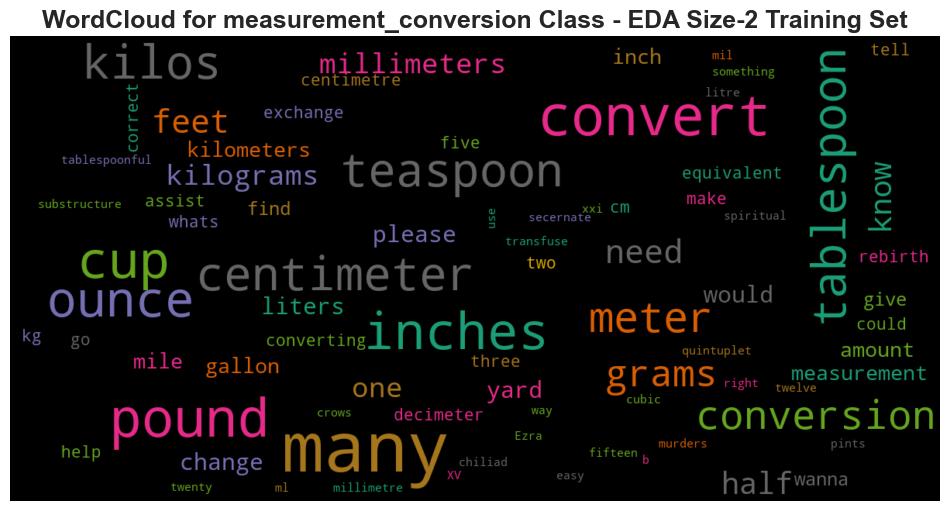 WordCloud for measurement_conversion Class - EDA Size-2 Training Set
kilos
millimeters
centimetre
inch
mil
something
litre
tell
correct
feet
exchange
convert
tablespoon
kilometers
five
tablespoonful
kilograms
teaspoon
equivalent
know
substructure
assist
find
whats
please
use
secernate
xxi
cm
make
spiritual
transfuse
cup
centimeter
two
need
rebirth
ounce
liters
inches
meter
would
give
could
kg
go
converting
mile
gallon
three
quintuplet
amount
grams
measurement
one
yard
right
twelve
cubic
pound
crows
decimeter
way
conversion
many
Ezra
murders
pints
help
change
chiliad
XV
easy
fifteen
b
half
wanna
twenty
ml
millimetre